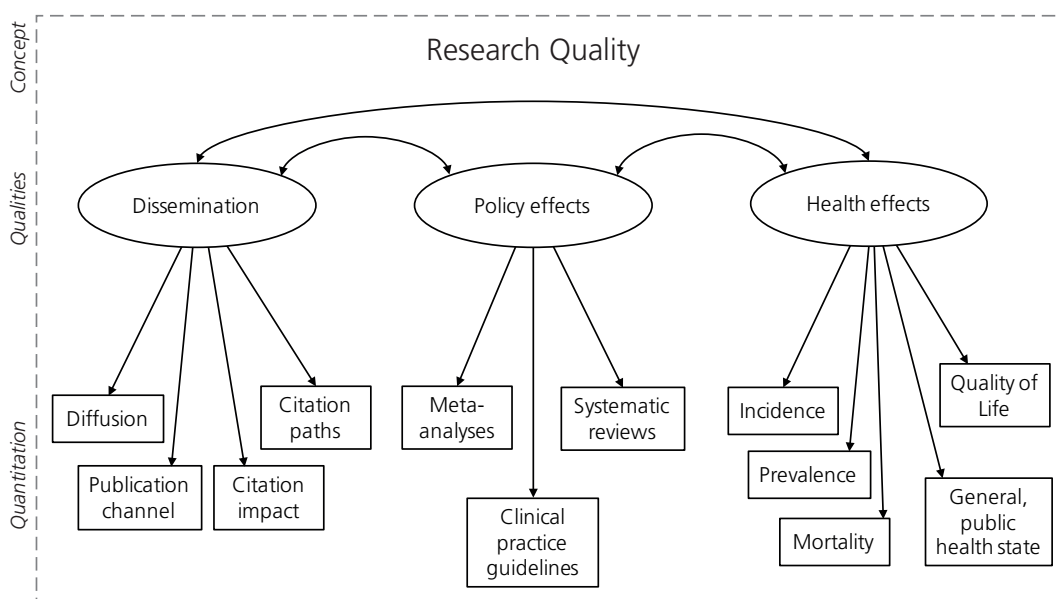 Concept
Research Quality
Qualities
Dissemination
Policy effects
Health effects
Quantitation
Diffusion
Publication
channel
Citation
impact
Citation
paths
Meta-
analyses
Clinical
practice
guidelines
Systematic
reviews
Incidence
Prevalence
Mortality
General,
public
health state
Quality of
Life